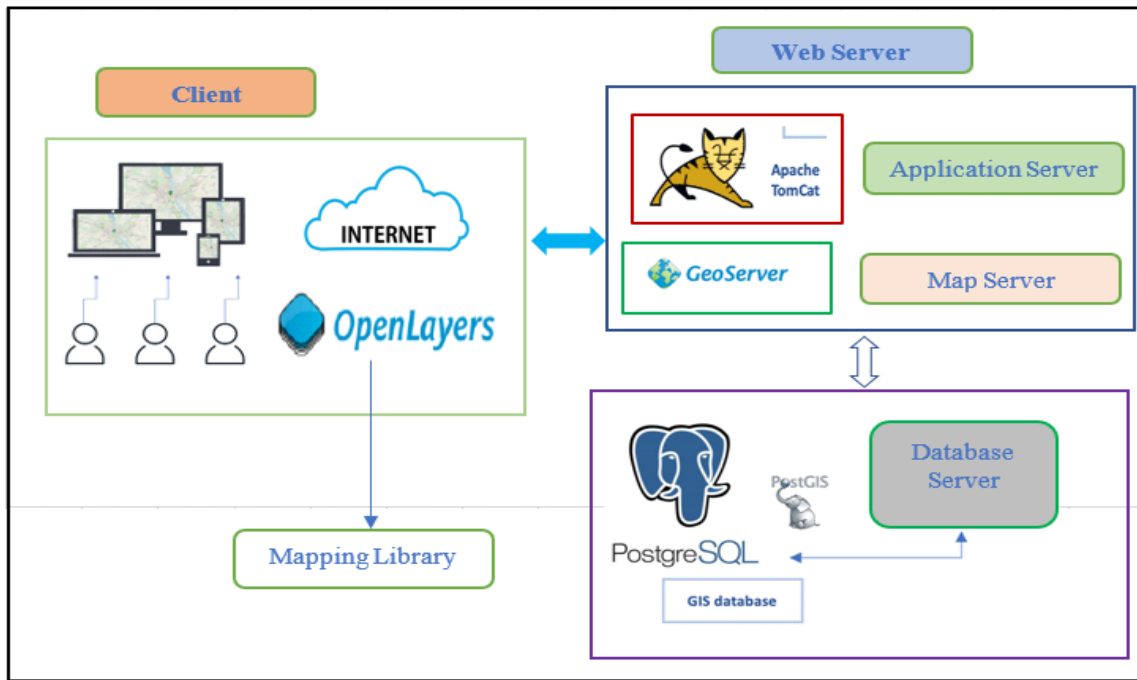 Web Server
Client
Apache
TomCat
Application Server
INTERNET
GeoServer
Map Server
OpenLayers
Database
Server
PostGIS
PostgreSQL
Mapping Library
GIS database